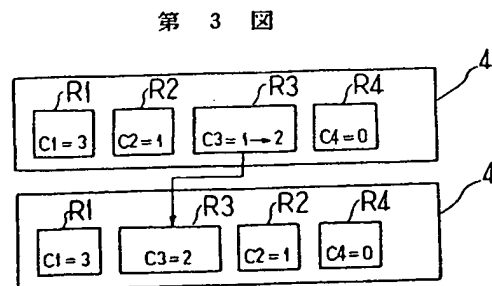 第 3 図
4
R1 R2 R3 R4
C1=3 C2=1 C3=1→2 C4=0
4
R1 R3 R2 R4
C1=3 C3=2 C2=1 C4=0